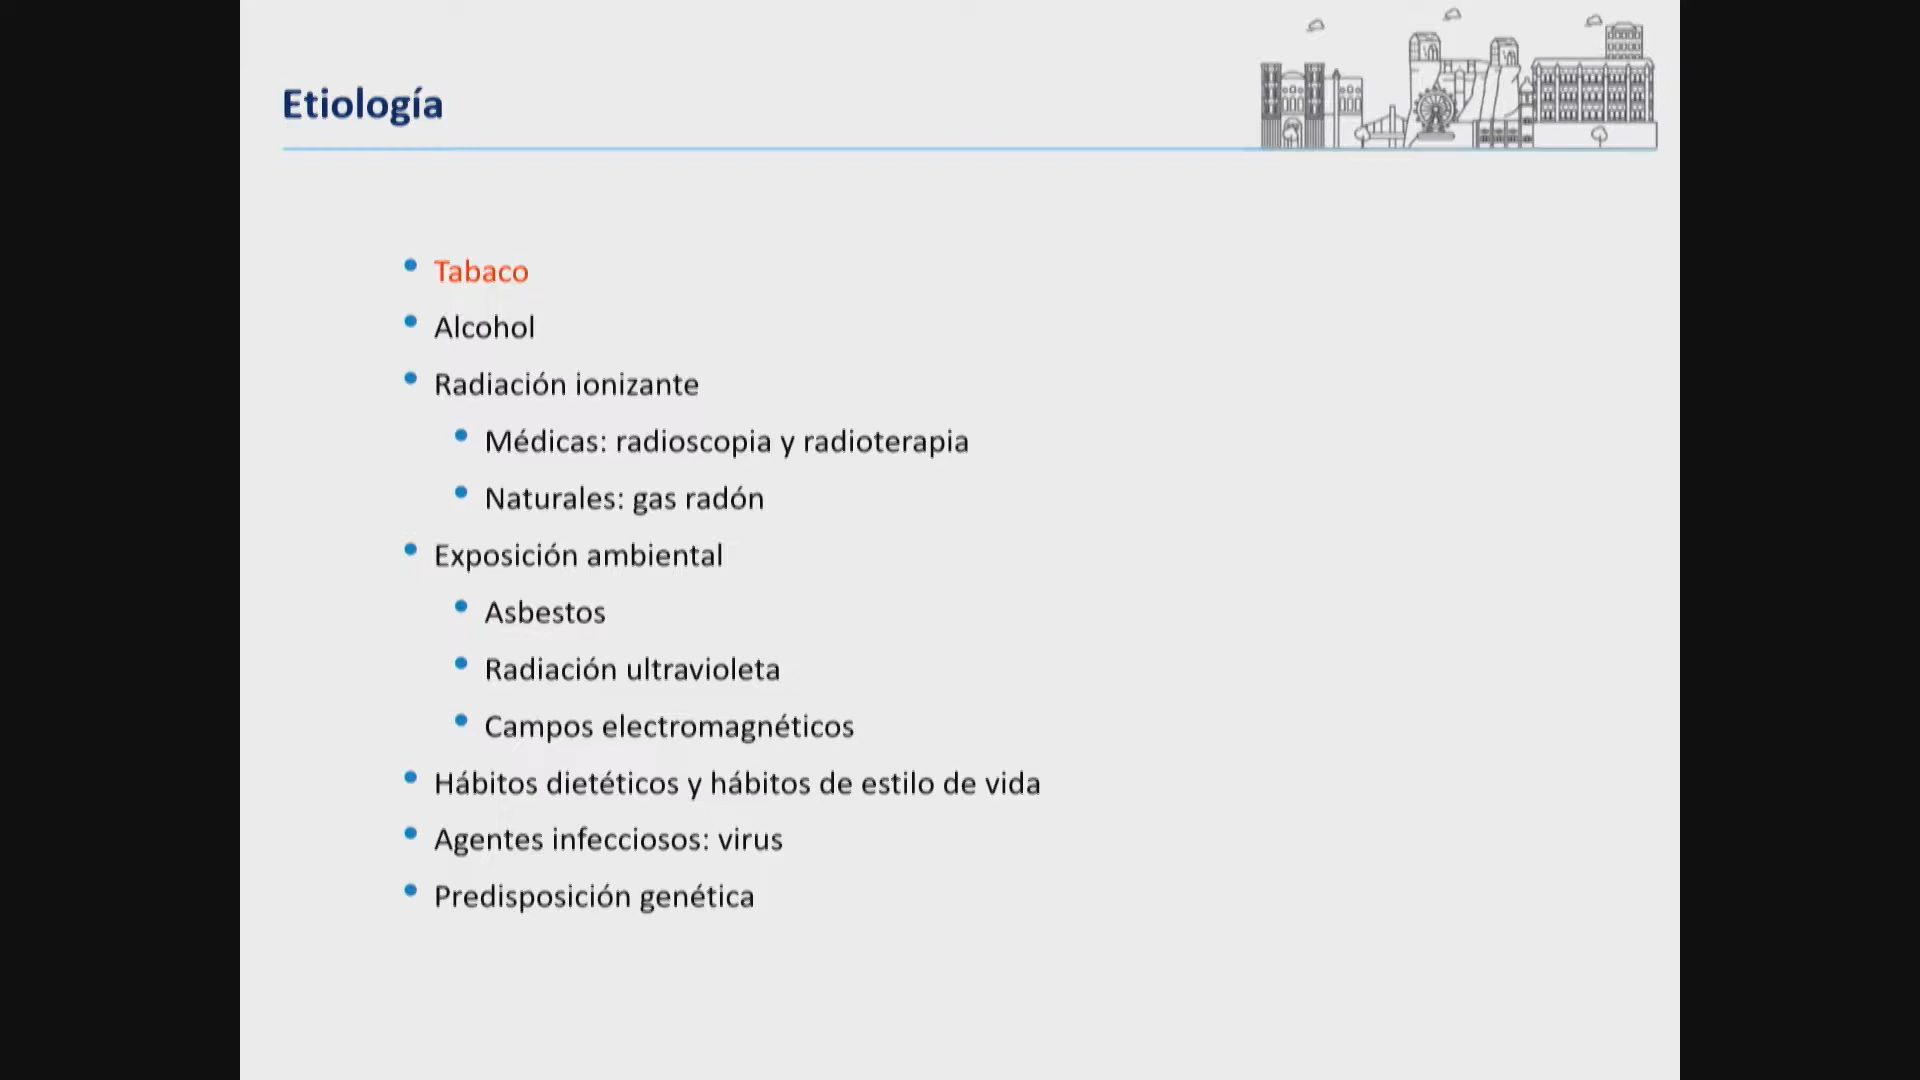 Etiología
Tabaco
Alcohol
Radiación ionizante
Médicas: radioscopia y radioterapia
Naturales: gas radón
Exposición ambiental
Asbestos
Radiación ultravioleta
Campos electromagnéticos
Hábitos dietéticos y hábitos de estilo de vida
Agentes infecciosos: virus
Predisposición genética